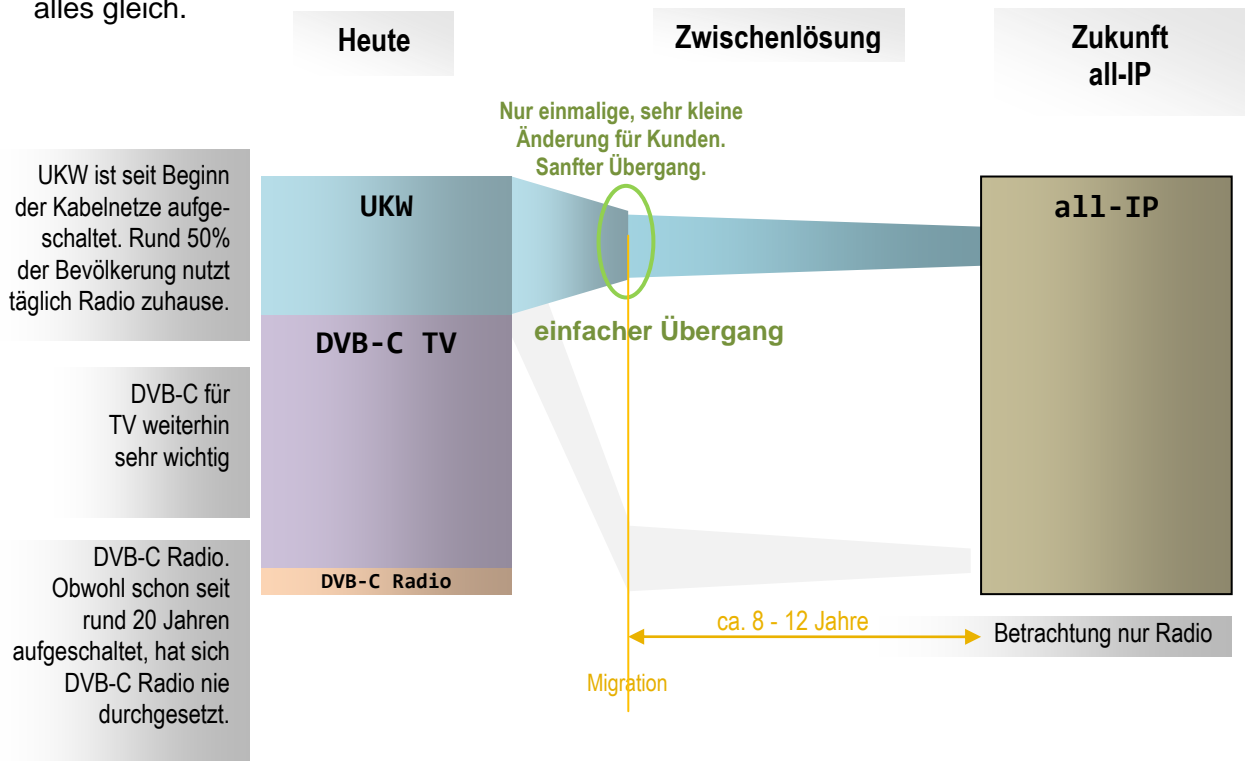 alles gleich.
Heute
Zwischenlösung
Zukunft
all-IP
Nur einmalige, sehr kleine
Änderung für Kunden.
Sanfter Übergang.
UKW ist seit Beginn
der Kabelnetze aufge-
schaltet. Rund 50%
der Bevölkerung nutzt
täglich Radio zuhause.
UKW
all-IP
einfacher Übergang
DVB-C TV
DVB-C für
TV weiterhin
sehr wichtig
DVB-C Radio.
Obwohl schon seit
rund 20 Jahren
aufgeschaltet, hat sich
DVB-C Radio nie
durchgesetzt.
DVB-C Radio
ca. 8 - 12 Jahre
Betrachtung nur Radio
Migration